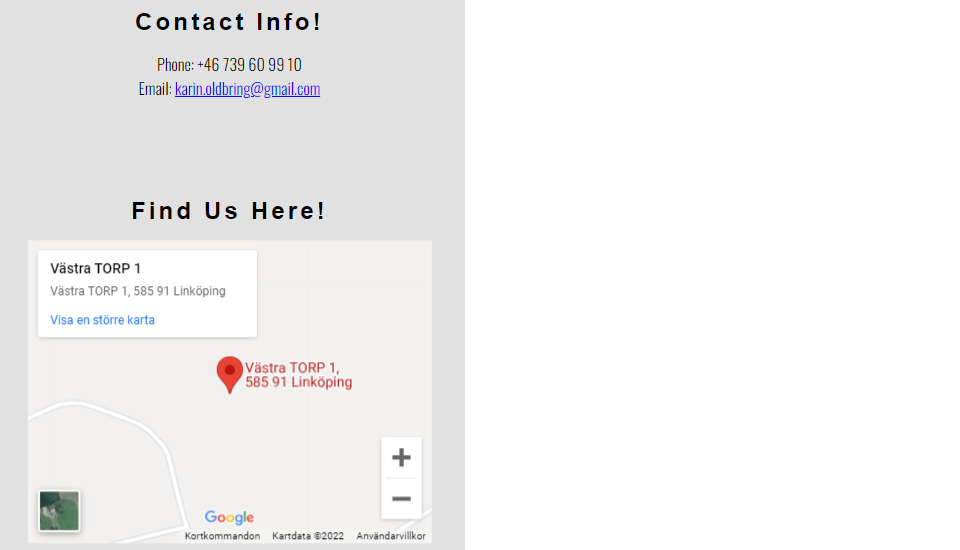 Contact Info!
Phone: +46 739 60 99 10
Email: karin.oldbring@gmail.com
Find Us Here!
Västra TORP 1
Västra TORP 1, 585 91 Linköping
Visa en större karta
Västra TORP 1,
585 91 Linköping
Google
Kortkommandon Kartdata ©2022 Användarvillkor